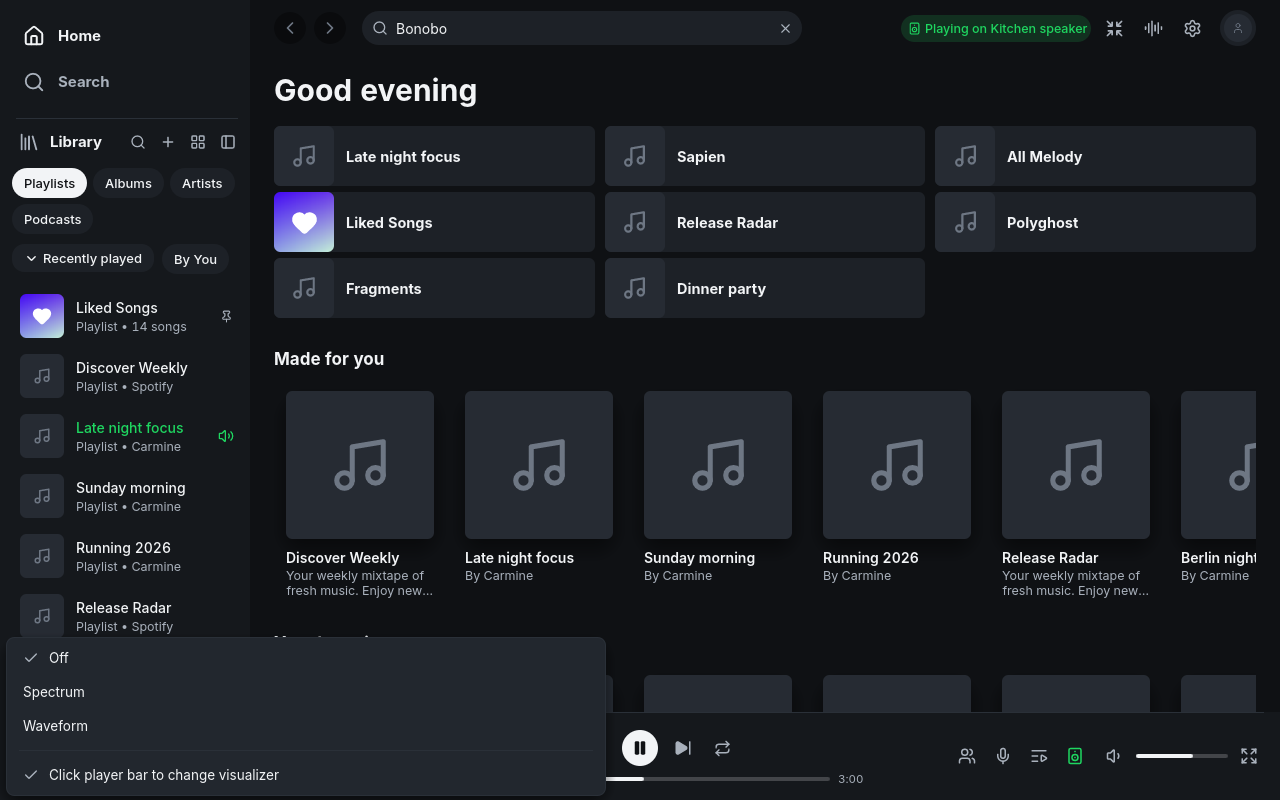 Home
Search
Library
Playlists
Albums
Artists
Podcasts
Recently played
By You
Liked Songs
Playlist • 14 songs
Discover Weekly
Playlist • Spotify
Late night focus
Playlist • Carmine
Sunday morning
Playlist • Carmine
Running 2026
Playlist • Carmine
Release Radar
Playlist • Spotify
Bonobo
Playing on Kitchen speaker
Good evening
Late night focus
Sapien
All Melody
Liked Songs
Release Radar
Polyghost
Fragments
Dinner party
Made for you
Discover Weekly
Your weekly mixtape of
fresh music. Enjoy new…
Late night focus
By Carmine
Sunday morning
By Carmine
Running 2026
By Carmine
Release Radar
Your weekly mixtape of
fresh music. Enjoy new…
Berlin night
By Carmine
Off
Spectrum
Waveform
Click player bar to change visualizer
3:00